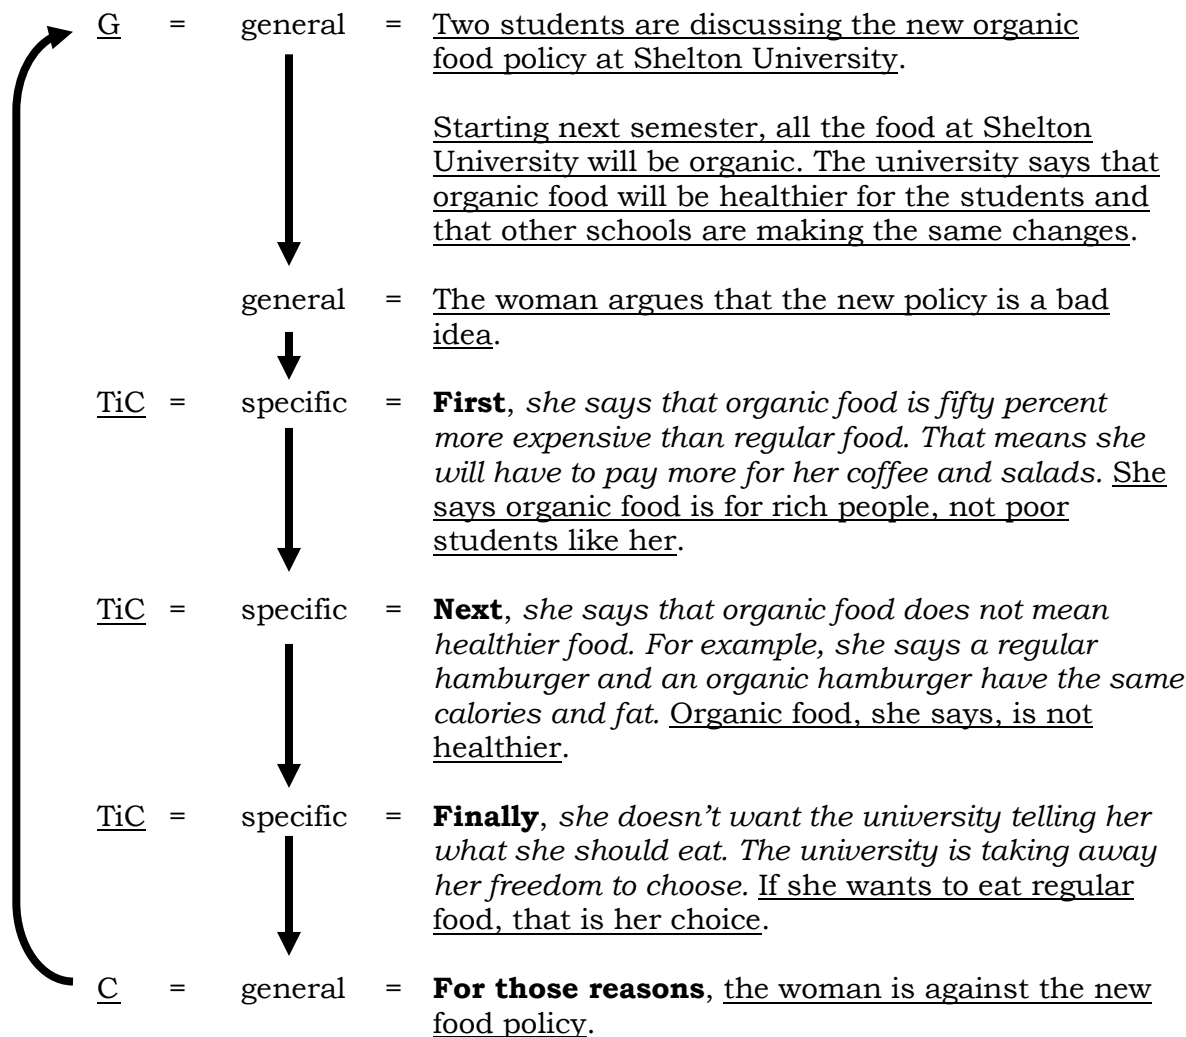 G = general = Two students are discussing the new organic
food policy at Shelton University.
Starting next semester, all the food at Shelton
University will be organic. The university says that
organic food will be healthier for the students and
that other schools are making the same changes.
general = The woman argues that the new policy is a bad
idea.
TiC = specific = First, she says that organic food is fifty percent
more expensive than regular food. That means she
will have to pay more for her coffee and salads. She
says organic food is for rich people, not poor
students like her.
TiC = specific = Next, she says that organic food does not mean
healthier food. For example, she says a regular
hamburger and an organic hamburger have the same
calories and fat. Organic food, she says, is not
healthier.
TiC = specific = Finally, she doesn’t want the university telling her
what she should eat. The university is taking away
her freedom to choose. If she wants to eat regular
food, that is her choice.
C = general = For those reasons, the woman is against the new
food policy.